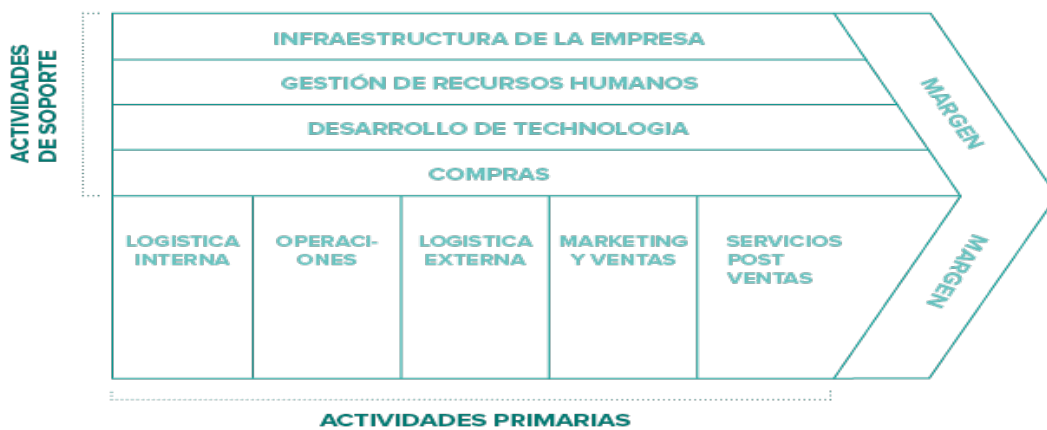 ACTIVIDADES
DE SOPORTE
INFRAESTRUCTURA DE LA EMPRESA
GESTIÓN DE RECURSOS HUMANOS
DESARROLLO DE TECHNOLOGIA
COMPRAS
MARGEN
LOGISTICA
INTERNA
OPERACI-
ONES
LOGISTICA
EXTERNA
MARKETING
Y VENTAS
SERVICIOS
POST
VENTAS
MARGEN
ACTIVIDADES PRIMARIAS